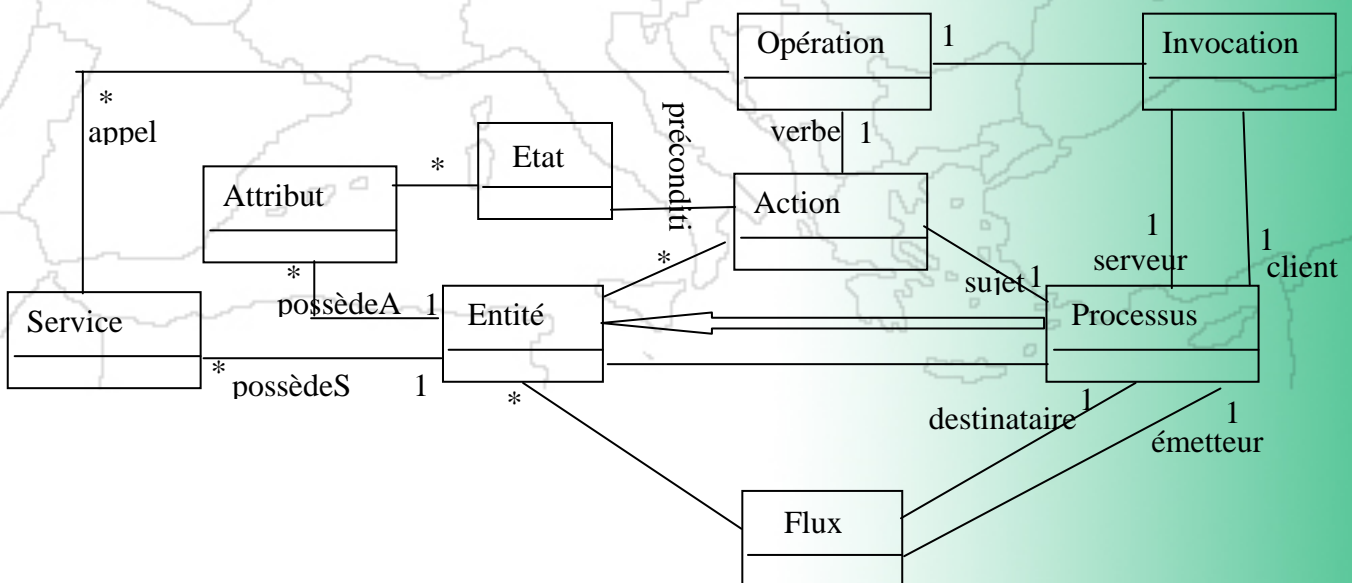 Opération
1
Invocation
*
appel
préconditi
verbe
1
Etat
*
Attribut
Action
*
*
sujet
1
1
serveur
1
client
possèdeA
1
Service
Entité
Processus
*
possèdeS
1
*
destinataire
1
1
émetteur
Flux